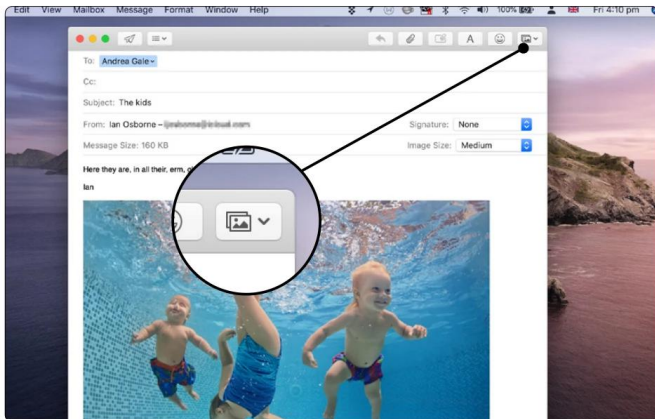 Edit View Mailbox Message Format Window Help 100% Fri 4:10 pm
A
To: Andrea Gale
Cc:
Subject: The kids
From: Ian Osborne –
Signature: None
Message Size: 160 KB
Image Size: Medium
Here they are, in all their, erm,
Ian